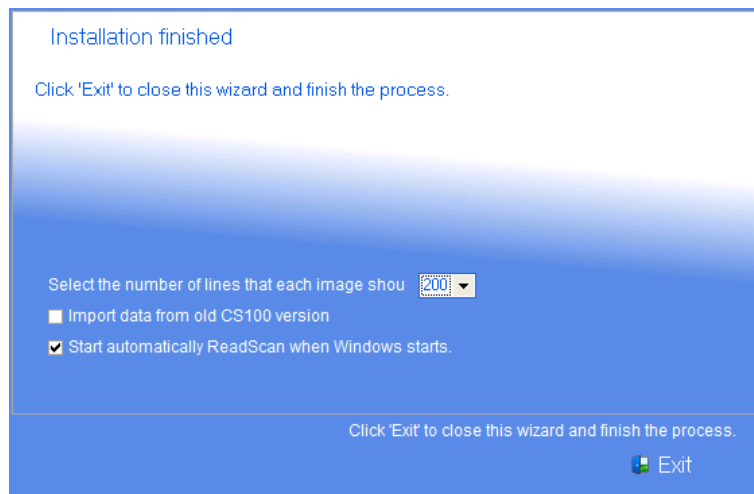 Installation finished
Click 'Exit' to close this wizard and finish the process.
Select the number of lines that each image shou 200
Import data from old CS100 version
Start automatically ReadScan when Windows starts.
Click 'Exit' to close this wizard and finish the process.
Exit